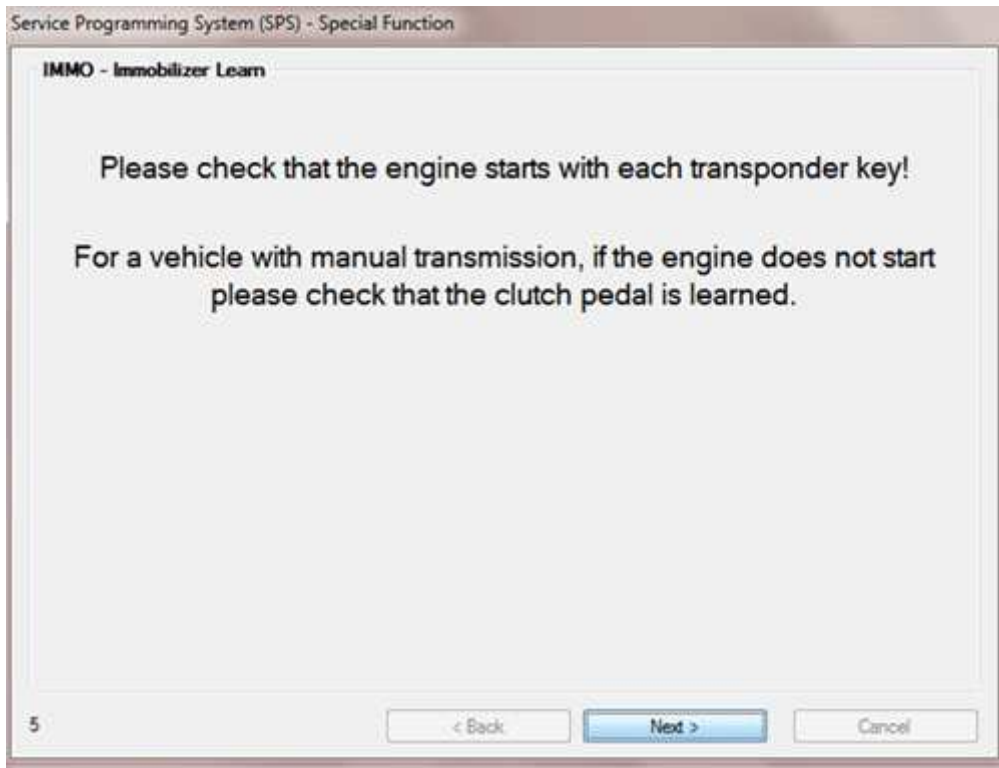 Service Programming System (SPS) - Special Function
IMMO - Immobilizer Learn
Please check that the engine starts with each transponder key!
For a vehicle with manual transmission, if the engine does not start
please check that the clutch pedal is learned.
5
< Back
Next >
Cancel